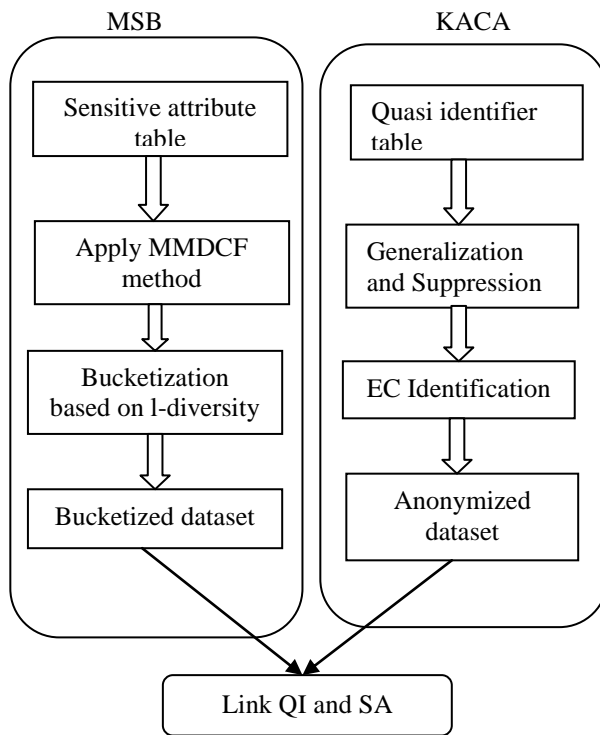 MSB
Sensitive attribute
table
Apply MMDCF
method
Bucketization
based on l-diversity
Bucketized dataset
KACA
Quasi identifier
table
Generalization
and Suppression
EC Identification
Anonymized
dataset
Link QI and SA